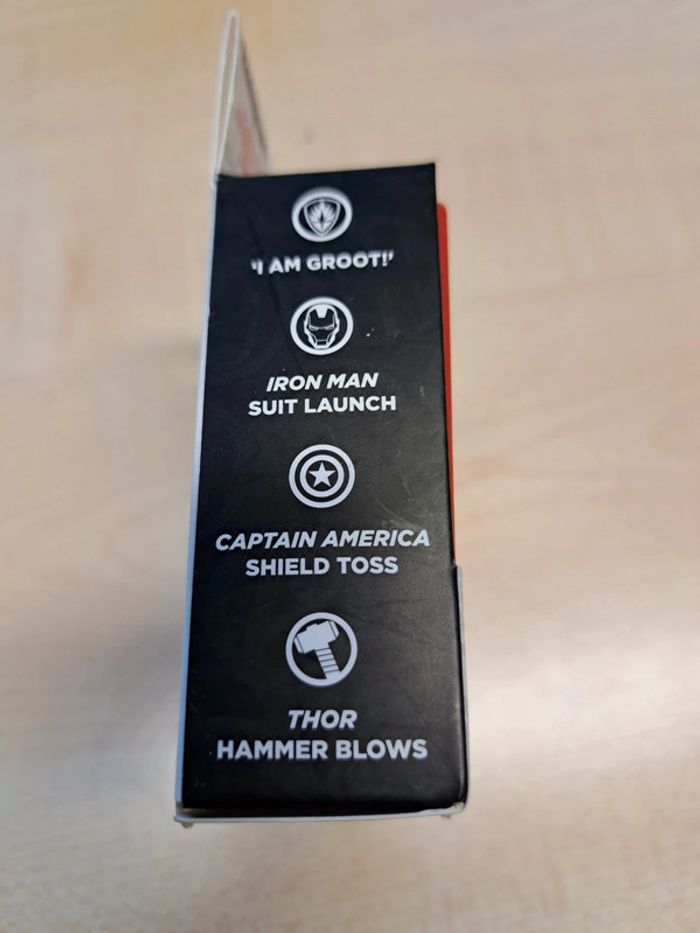 "I AM GROOT!"
IRON MAN
SUIT LAUNCH
CAPTAIN AMERICA
SHIELD TOSS
THOR
HAMMER BLOWS